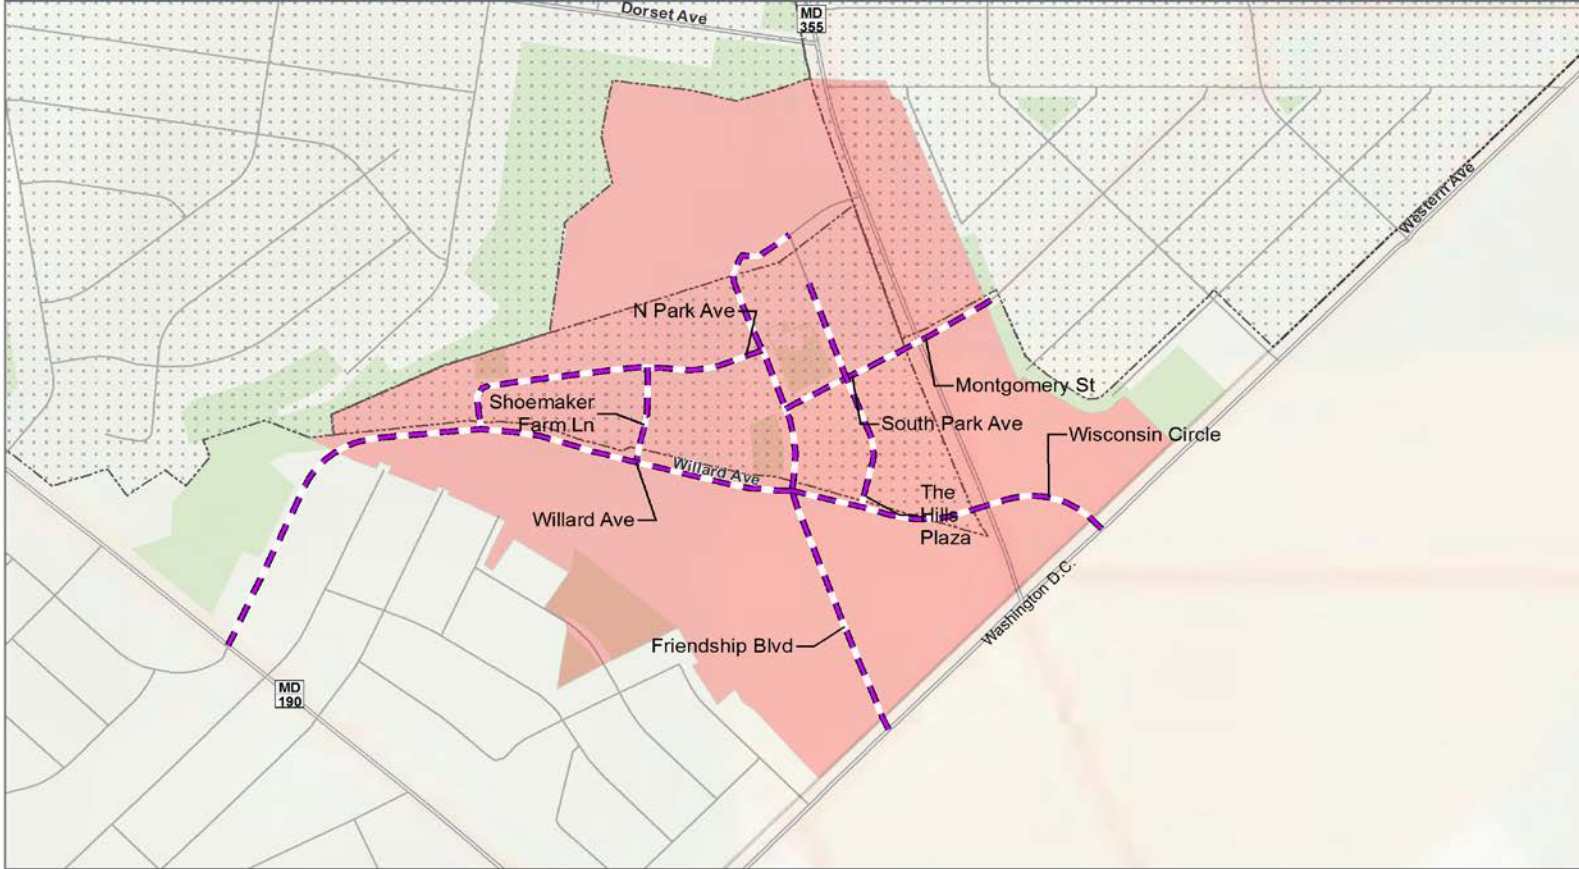 Dorset Ave
MD
355
Western Ave
N Park Ave
Montgomery St
Shoemaker
Farm Ln
South Park Ave
Wisconsin Circle
Willard Ave
The
Hills
Plaza
Willard Ave
Washington D.C.
Friendship Blvd
MD
190